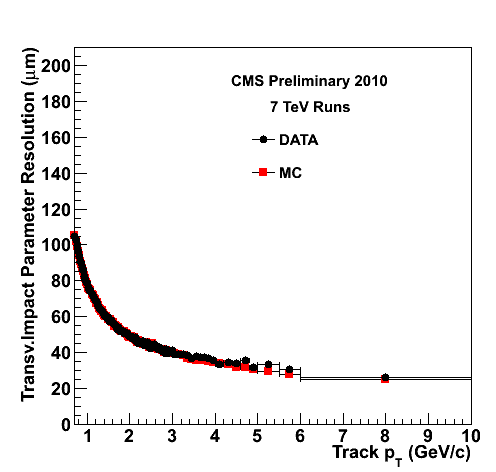 Transv.Impact Parameter Resolution (μm)
200
180
160
140
120
100
80
60
40
20
0
CMS Preliminary 2010
7 TeV Runs
DATA
MC
1 2 3 4 5 6 7 8 9 10
Track pT (GeV/c)